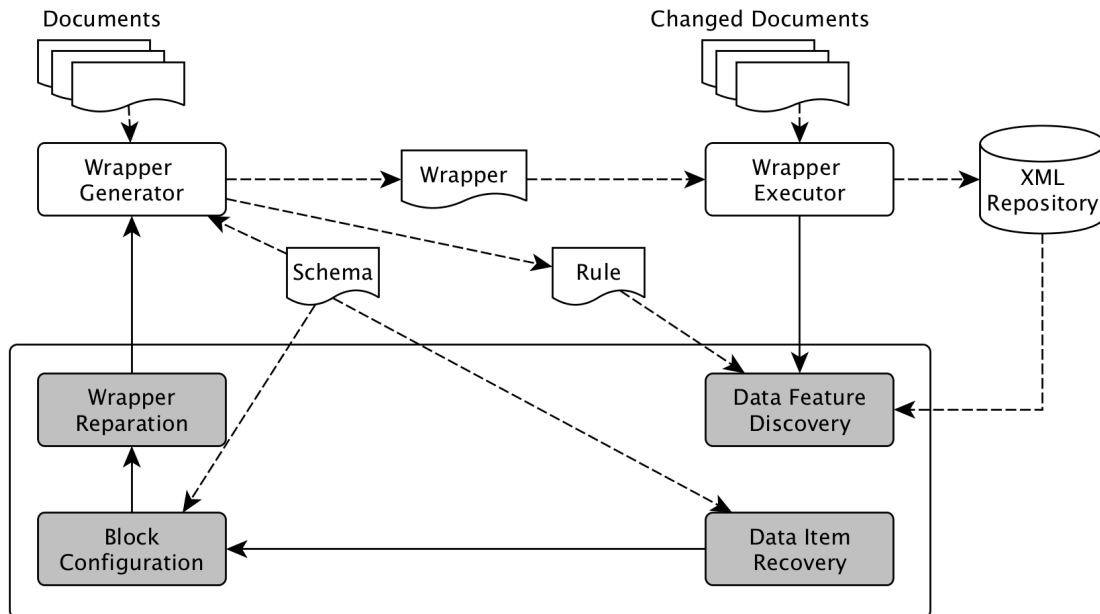 Documents
Changed Documents
Wrapper
Generator
Wrapper
Wrapper
Executor
XML
Repository
Schema
Rule
Wrapper
Reparation
Data Feature
Discovery
Block
Configuration
Data Item
Recovery